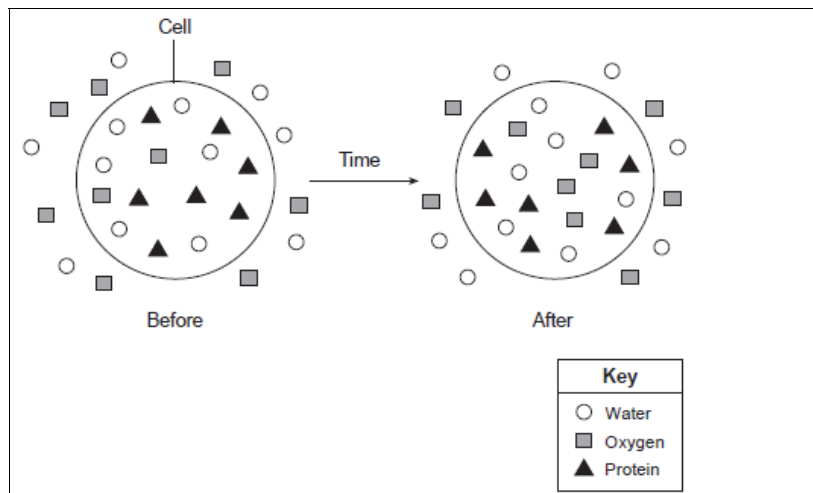 Cell
Time
Before
After
Key
Water
Oxygen
Protein